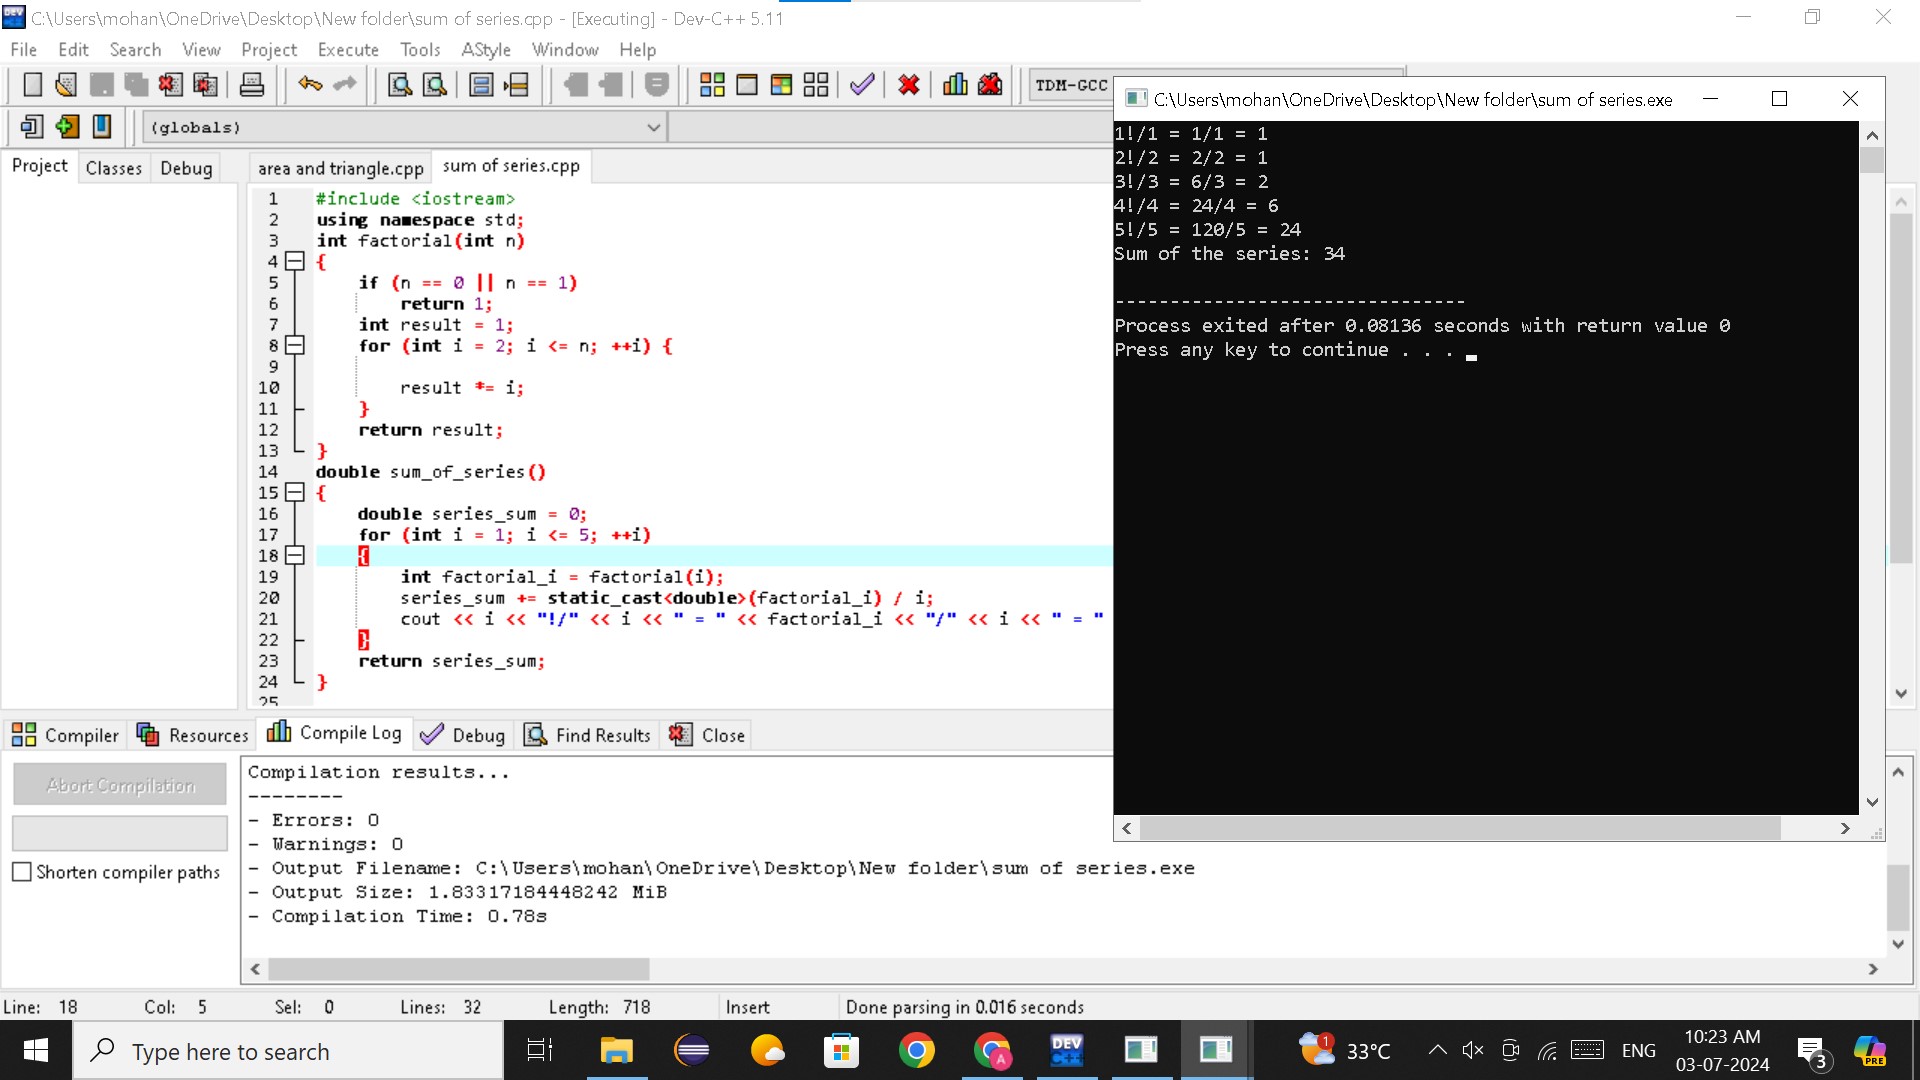 C:\Users\mohan\OneDrive\Desktop\New folder\sum of series.cpp - [Executing] - Dev-C++ 5.11
File Edit Search View Project Execute Tools AStyle Window Help
TDM-GCC
(globals)
Project Classes Debug
area and triangle.cpp sum of series.cpp
1 #include <iostream>
2 using namespace std;
3 int factorial(int n)
4 {
5 if (n == 0 || n == 1)
6 return 1;
7 int result = 1;
8 for (int i = 2; i <= n; ++i) {
9
10 result *= i;
11 }
12 return result;
13 }
14 double sum_of_series()
15 {
16 double series_sum = 0;
17 for (int i = 1; i <= 5; ++i)
18 {
19 int factorial_i = factorial(i);
20 series_sum += static_cast<double>(factorial_i) / i;
21 cout << i << "!/" << i << " = " << factorial_i << "/" << i << " = "
22 }
23 return series_sum;
24 }
25
C:\Users\mohan\OneDrive\Desktop\New folder\sum of series.exe
1!/1 = 1/1 = 1
2!/2 = 2/2 = 1
3!/3 = 6/3 = 2
4!/4 = 24/4 = 6
5!/5 = 120/5 = 24
Sum of the series: 34
--------------------------------
Process exited after 0.08136 seconds with return value 0
Press any key to continue . . .
Compiler Resources Compile Log Debug Find Results Close
Abort Compilation
Shorten compiler paths
Compilation results...
--------
- Errors: 0
- Warnings: 0
- Output Filename: C:\Users\mohan\OneDrive\Desktop\New folder\sum of series.exe
- Output Size: 1.83317184448242 MiB
- Compilation Time: 0.78s
Line: 18 Col: 5 Sel: 0 Lines: 32 Length: 718 Insert Done parsing in 0.016 seconds
Type here to search
DEV C++
A
1
33°C
ENG
10:23 AM
03-07-2024
3
PRE